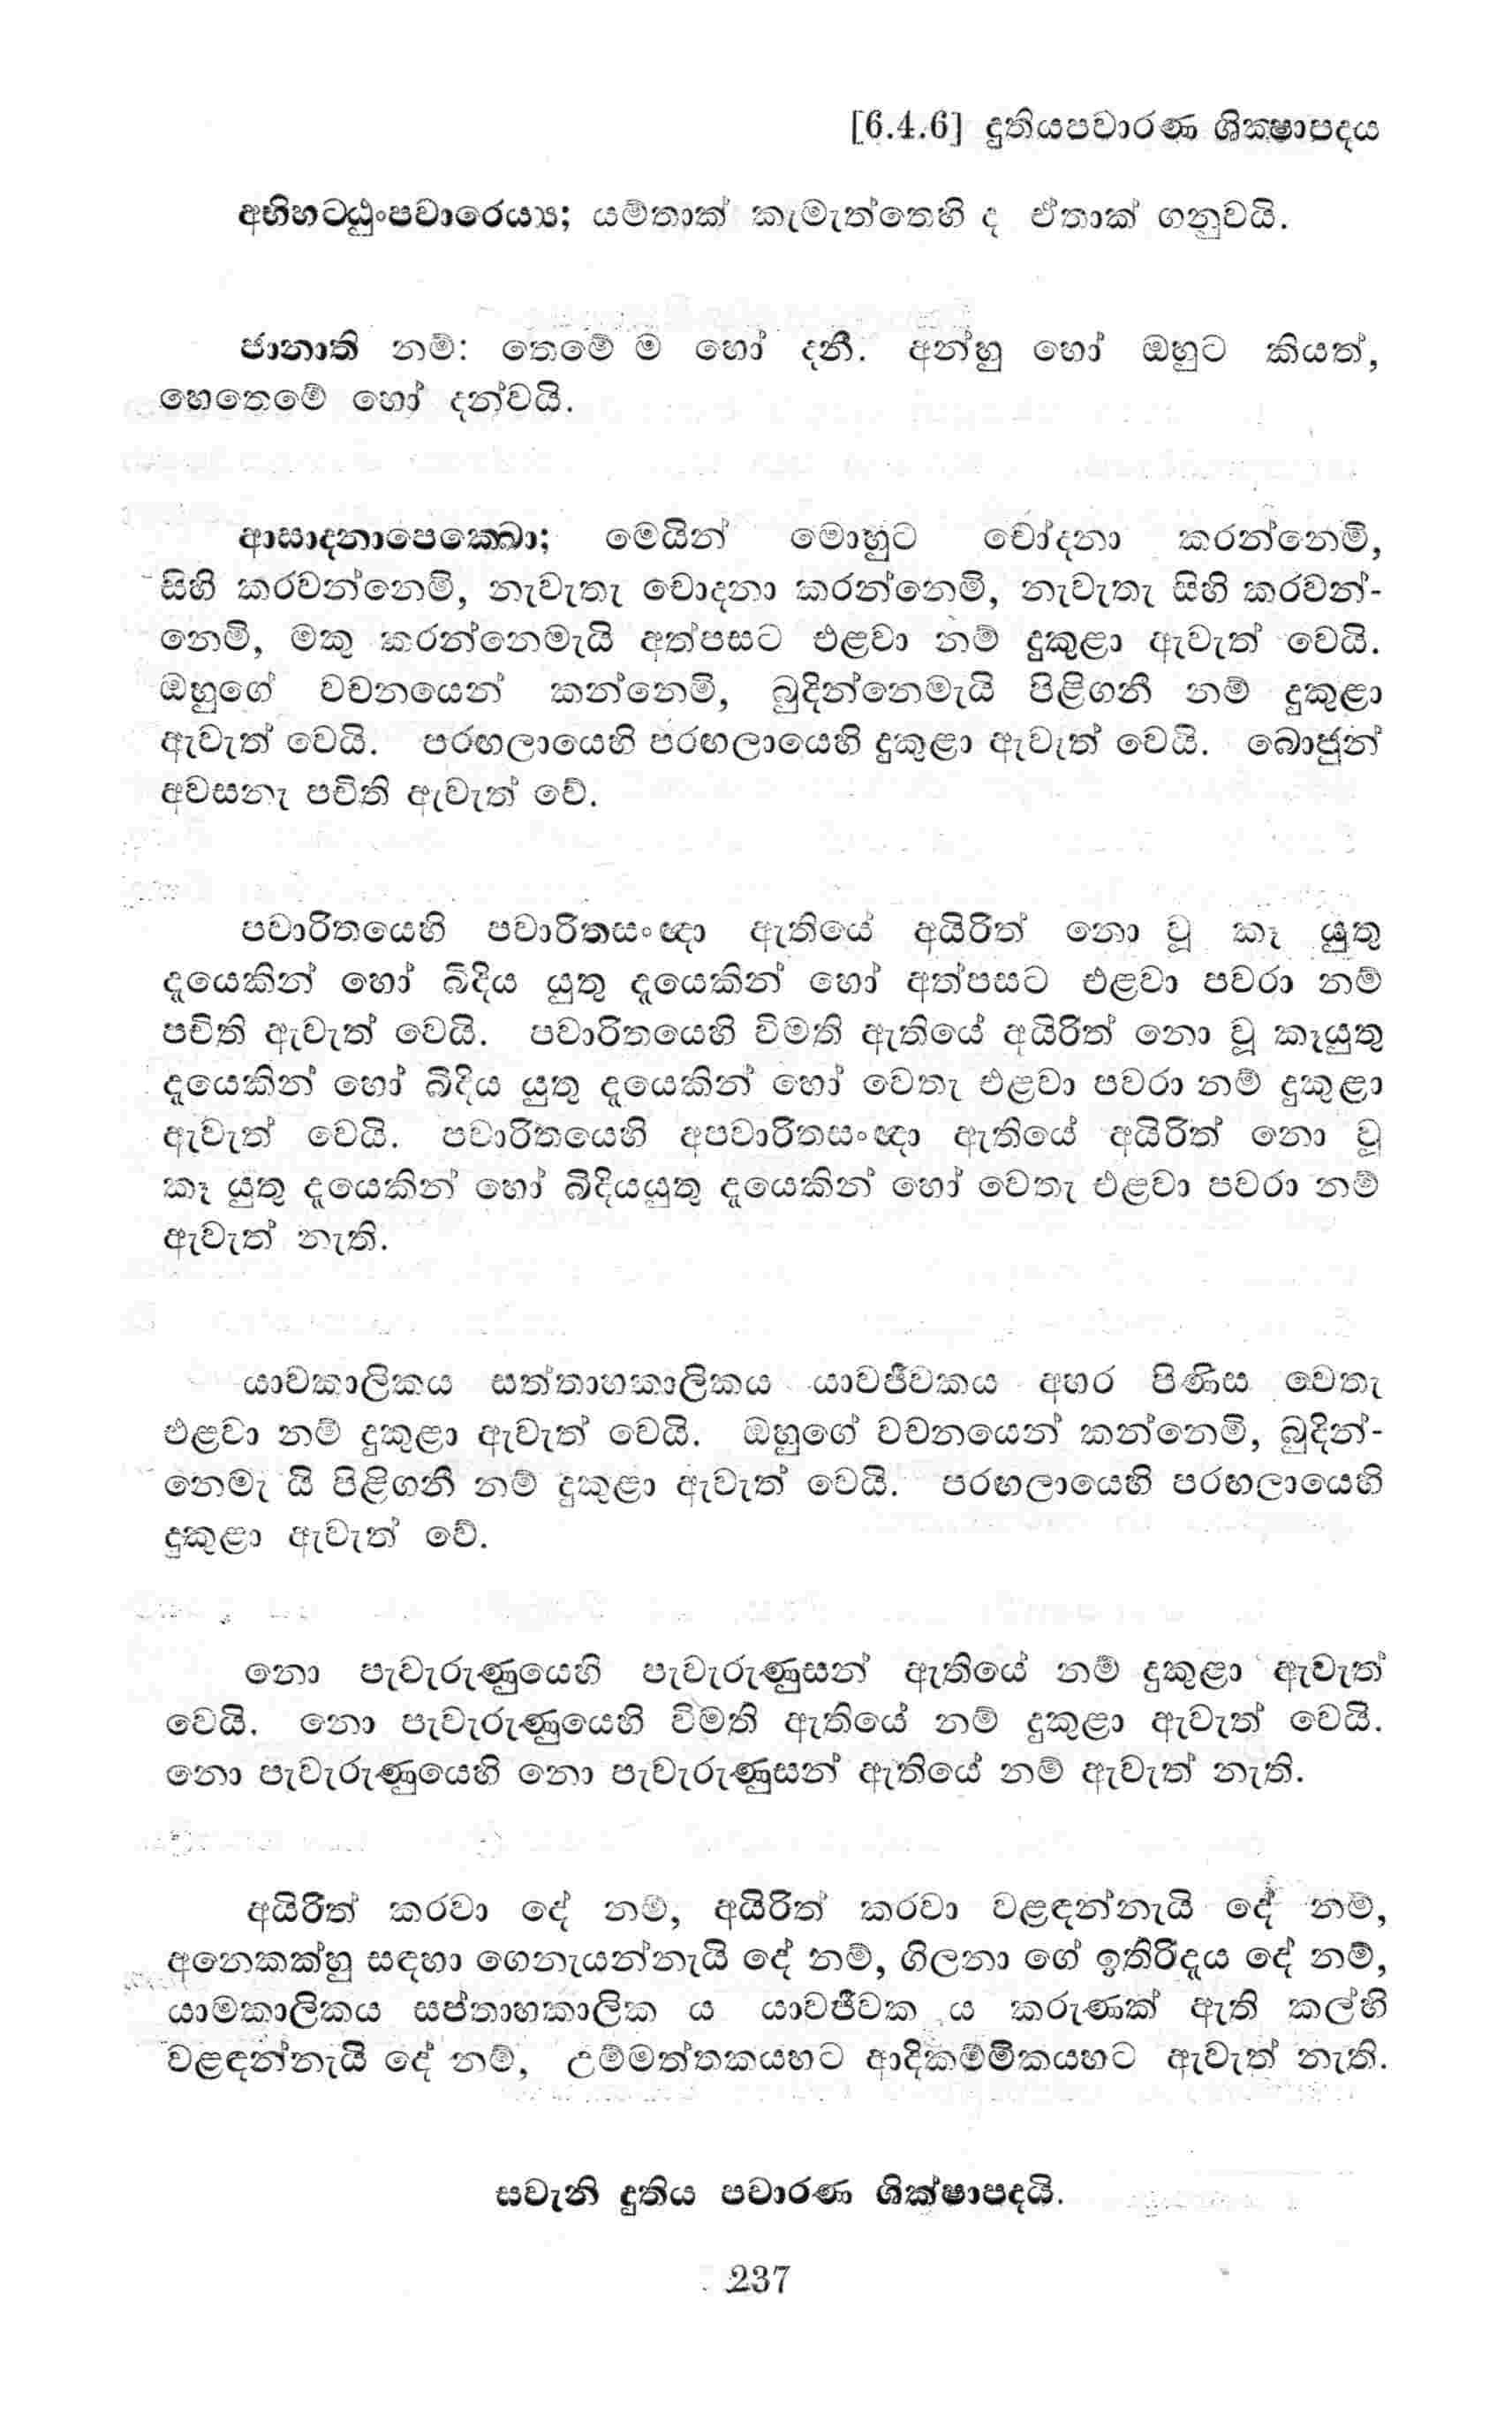 [6.4.6] දුතියපවාරණ ශික්‍ෂාපදය
අභිහට්ඨුංපවාරෙය්‍ය; යම්තාක් කැමැත්තෙහි ද ඒතාක් ගනුවයි.
ජානාති නම්: තෙමේ ම හෝ දනී. අන්හු හෝ ඔහුට කියත්,
හෙතෙමේ හෝ දන්වයි.
ආසාදනාපෙක්ඛො; මෙයින් මොහුට චෝදනා කරන්නෙමි,
සිහි කරවන්නෙමි, නැවැතැ චොදනා කරන්නෙමි, නැවැතැ සිහි කරවන්-
නෙමි, මකු කරන්නෙමැයි අත්පසට එළවා නම් දුකුළා ඇවැත් වෙයි.
ඔහුගේ වචනයෙන් කන්නෙමි, බුදින්නෙමැයි පිළිගනී නම් දුකුළා
ඇවැත් වෙයි. පරඟලායෙහි පරඟලායෙහි දුකුළා ඇවැත් වෙයි. බොජුන්
අවසනැ පචිති ඇවැත් වේ.
පවාරිතයෙහි පවාරිතසංඥා ඇතියේ අයිරිත් නො වූ කෑ යුතු
දෑයෙකින් හෝ බිදිය යුතු දෑයෙකින් හෝ අත්පසට එළවා පවරා නම්
පචිති ඇවැත් වෙයි. පවාරිතයෙහි විමති ඇතියේ අයිරිත් නො වූ කෑයුතු
දෑයෙකින් හෝ බිදිය යුතු දෑයෙකින් හෝ වෙතැ එළවා පවරා නම් දුකුළා
ඇවැත් වෙයි. පවාරිතයෙහි අපවාරිතසංඥා ඇතියේ අයිරිත් නො වූ
කෑ යුතු දෑයෙකින් හෝ බිදියයුතු දෑයෙකින් හෝ වෙතැ එළවා පවරා නම්
ඇවැත් නැති.
යාවකාලිකය සත්තාහකාලිකය යාවජීවකය අහර පිණිස වෙතැ
එළවා නම් දුකුළා ඇවැත් වෙයි. ඔහුගේ වචනයෙන් කන්නෙමි, බුදින්-
නෙමැ යි පිළිගනී නම් දුකුළා ඇවැත් වෙයි. පරඟලායෙහි පරඟලායෙහි
දුකුළා ඇවැත් වේ.
නො පැවැරුණුයෙහි පැවැරුණුසන් ඇතියේ නම් දුකුළා ඇවැත්
වෙයි. නො පැවැරුණුයෙහි විමති ඇතියේ නම් දුකුළා ඇවැත් වෙයි.
නො පැවැරුණුයෙහි නො පැවැරුණුසන් ඇතියේ නම් ඇවැත් නැති.
අයිරිත් කරවා දේ නම්, අයිරිත් කරවා වළඳන්නැයි දේ නම්,
අනෙකක්හු සඳහා ගෙනැයන්නැයි දේ නම්, ගිලනා ගේ ඉතිරිදෑය දේ නම්,
යාමකාලිකය සප්තාහකාලික ය යාවජීවක ය කරුණක් ඇති කල්හි
වළඳන්නැයි දේ නම්, උම්මත්තකයහට ආදිකම්මිකයහට ඇවැත් නැති.
සවැනි දුතිය පවාරණ ශික්ෂාපදයි.
237